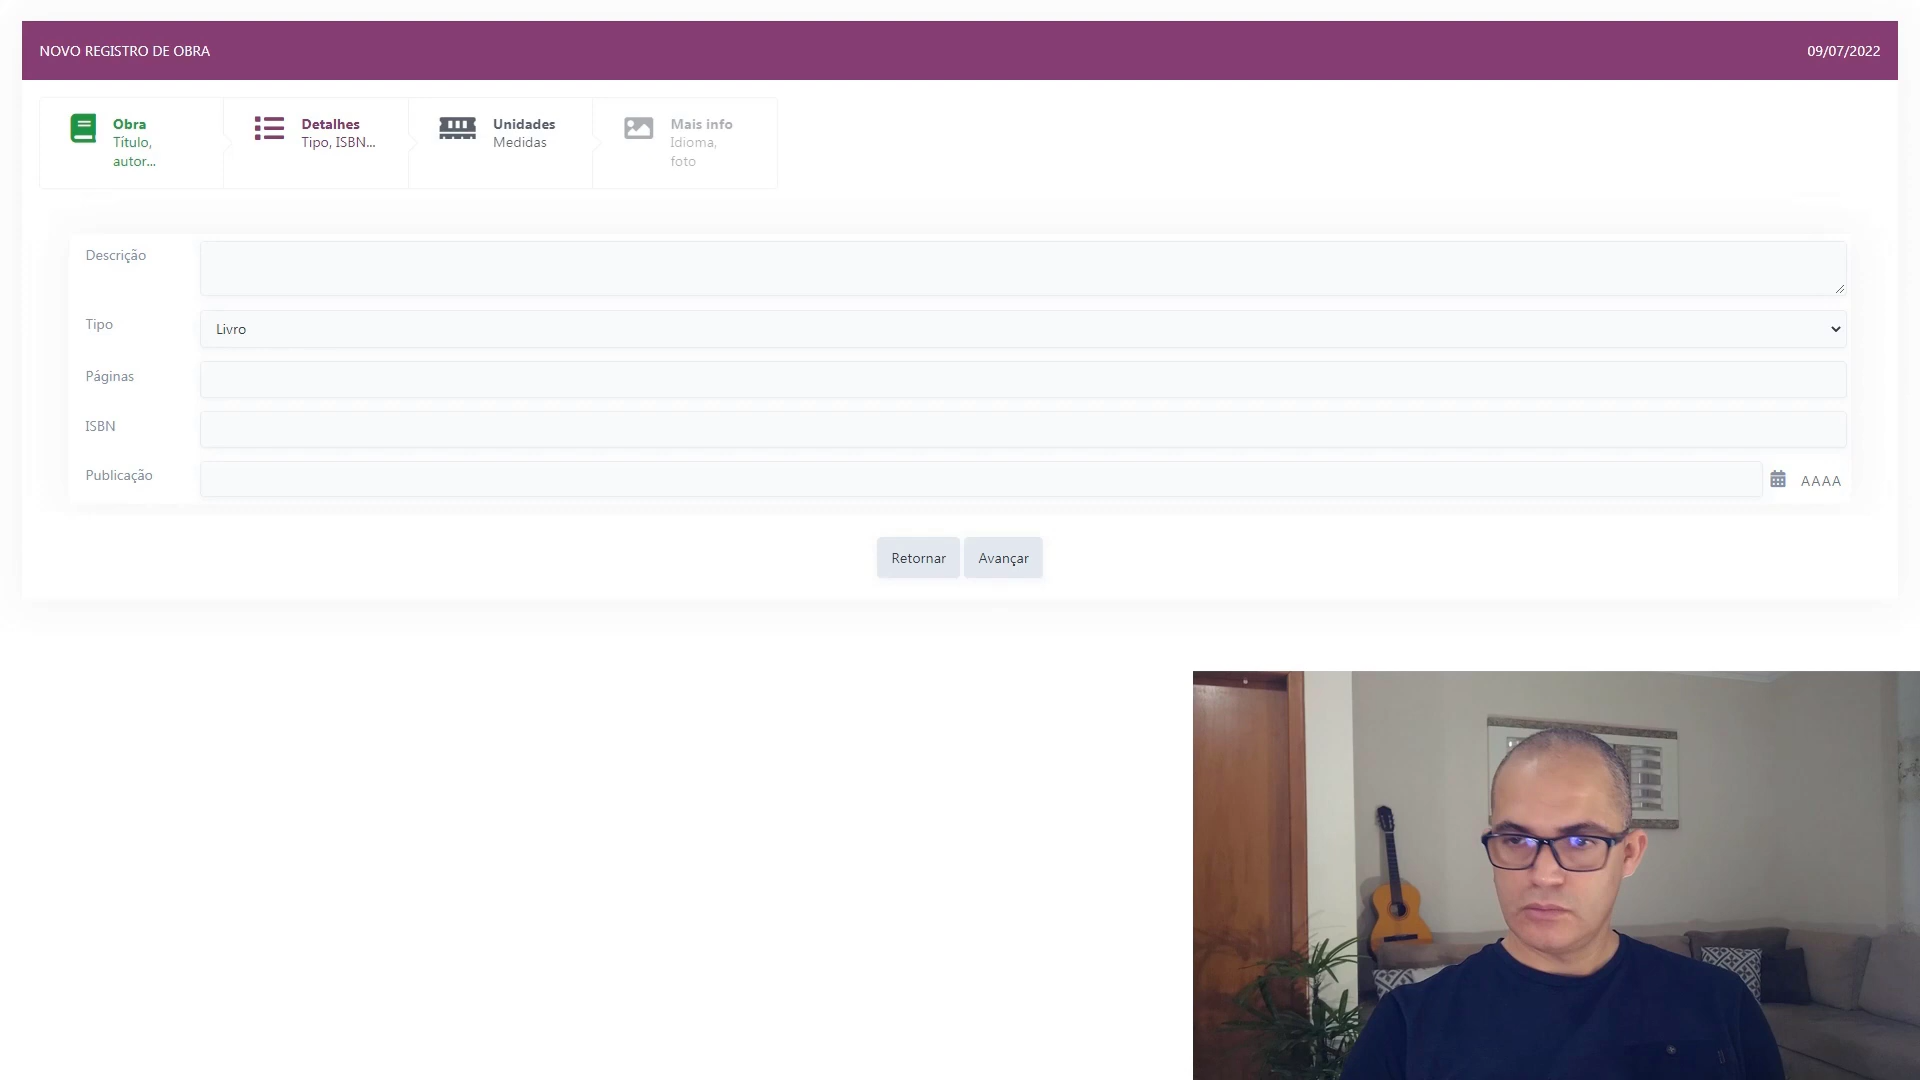 NOVO REGISTRO DE OBRA
09/07/2022
Obra
Título,
autor...
Detalhes
Tipo, ISBN...
Unidades
Medidas
Mais info
Idioma,
foto
Descrição
Tipo
Livro
Páginas
ISBN
Publicação
AAAA
Retornar
Avançar